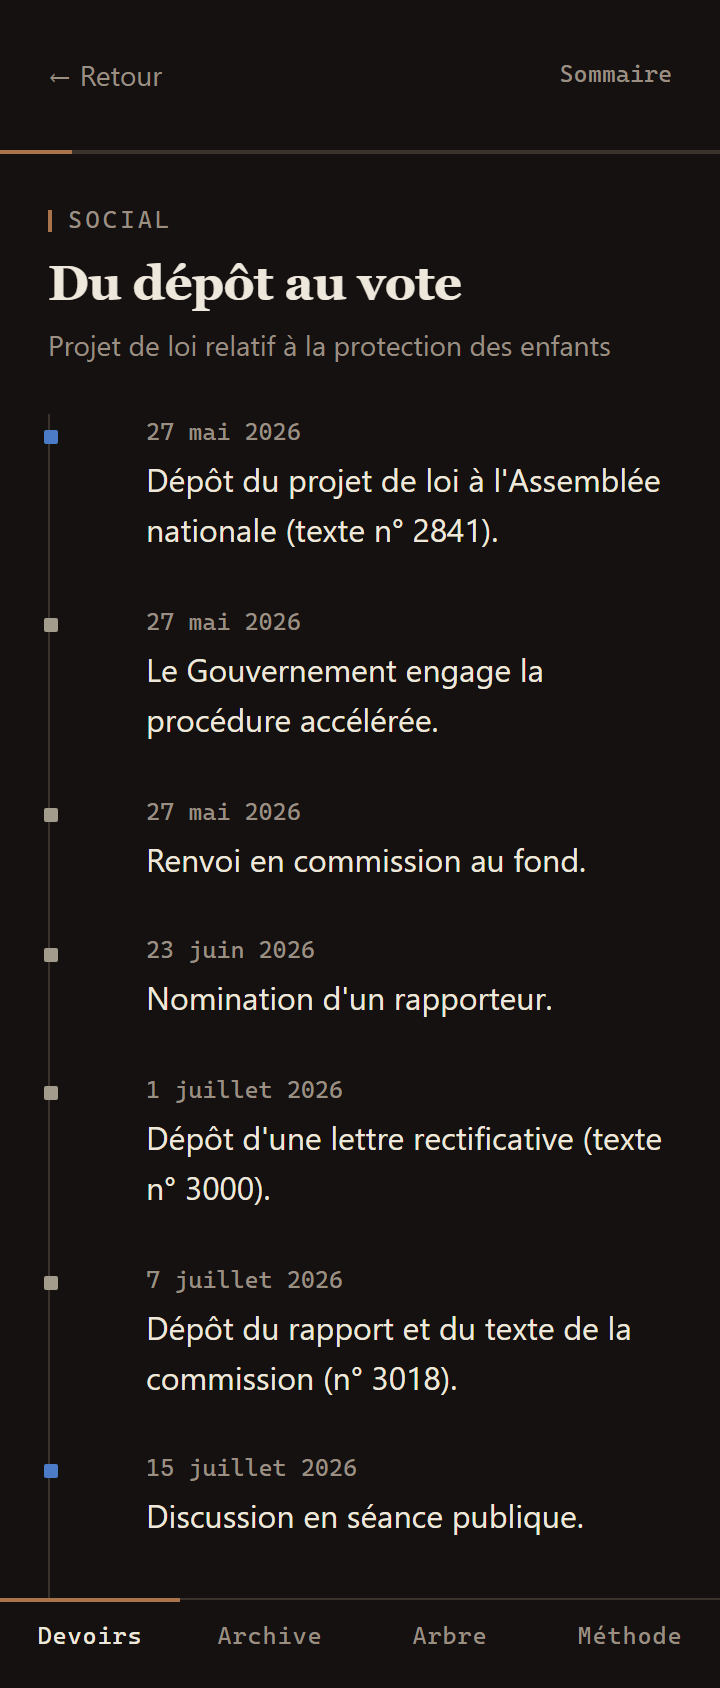 ← Retour
Sommaire
SOCIAL
Du dépôt au vote
Projet de loi relatif à la protection des enfants
27 mai 2026
Dépôt du projet de loi à l'Assemblée
nationale (texte n° 2841).
27 mai 2026
Le Gouvernement engage la
procédure accélérée.
27 mai 2026
Renvoi en commission au fond.
23 juin 2026
Nomination d'un rapporteur.
1 juillet 2026
Dépôt d'une lettre rectificative (texte
n° 3000).
7 juillet 2026
Dépôt du rapport et du texte de la
commission (n° 3018).
15 juillet 2026
Discussion en séance publique.
Devoirs
Archive
Arbre
Méthode